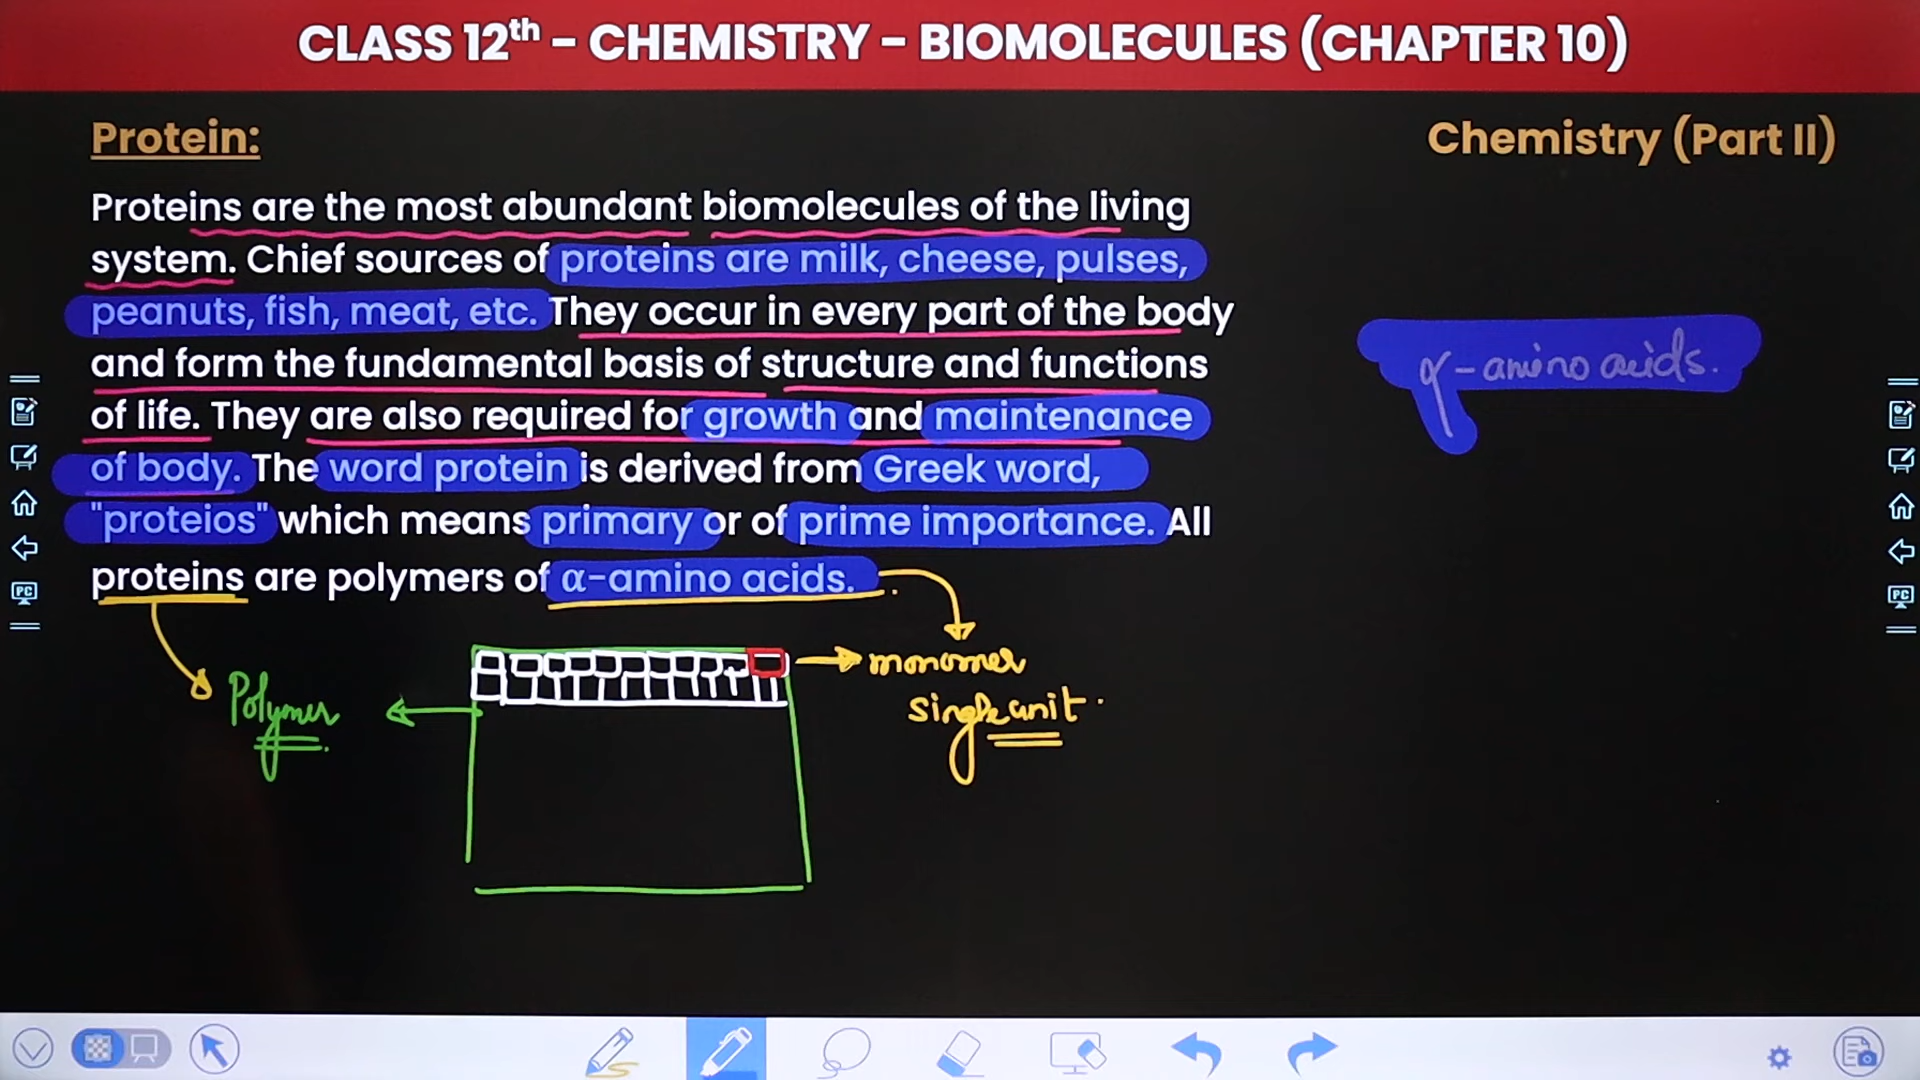 CLASS 12th - CHEMISTRY - BIOMOLECULES (CHAPTER 10)
Protein:
Chemistry (Part II)
Proteins are the most abundant biomolecules of the living
system. Chief sources of proteins are milk, cheese, pulses,
peanuts, fish, meat, etc. They occur in every part of the body
and form the fundamental basis of structure and functions
of life. They are also required for growth and maintenance
of body. The word protein is derived from Greek word,
"proteios" which means primary or of prime importance. All
proteins are polymers of α-amino acids.
α-amino acids.
monomer
Polymer
single unit.
PC
PC